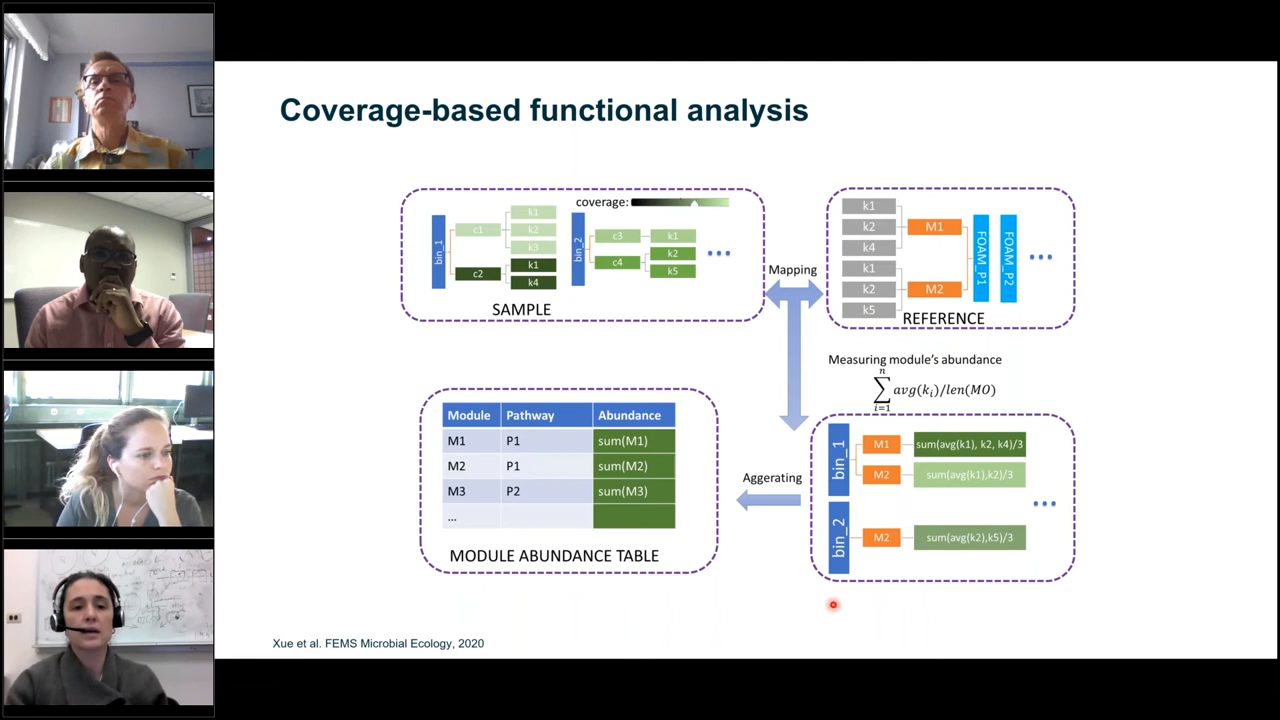 Coverage-based functional analysis
coverage:
bin_1
c1
k1
k2
k3
c2
k1
k4
bin_2
c3
k1
c4
k2
k5
...
SAMPLE
Mapping
k1
k2
k4
k1
k2
k5
M1
M2
FOAM_P1
FOAM_P2
...
REFERENCE
Measuring module's abundance
n
∑ avg(k_i)/len(MO)
i=1
bin_1
M1
sum(avg(k1), k2, k4)/3
M2
sum(avg(k1),k2)/3
bin_2
M2
sum(avg(k2),k5)/3
...
Aggerating
Module Pathway Abundance
M1 P1 sum(M1)
M2 P1 sum(M2)
M3 P2 sum(M3)
...
MODULE ABUNDANCE TABLE
Xue et al. FEMS Microbial Ecology, 2020